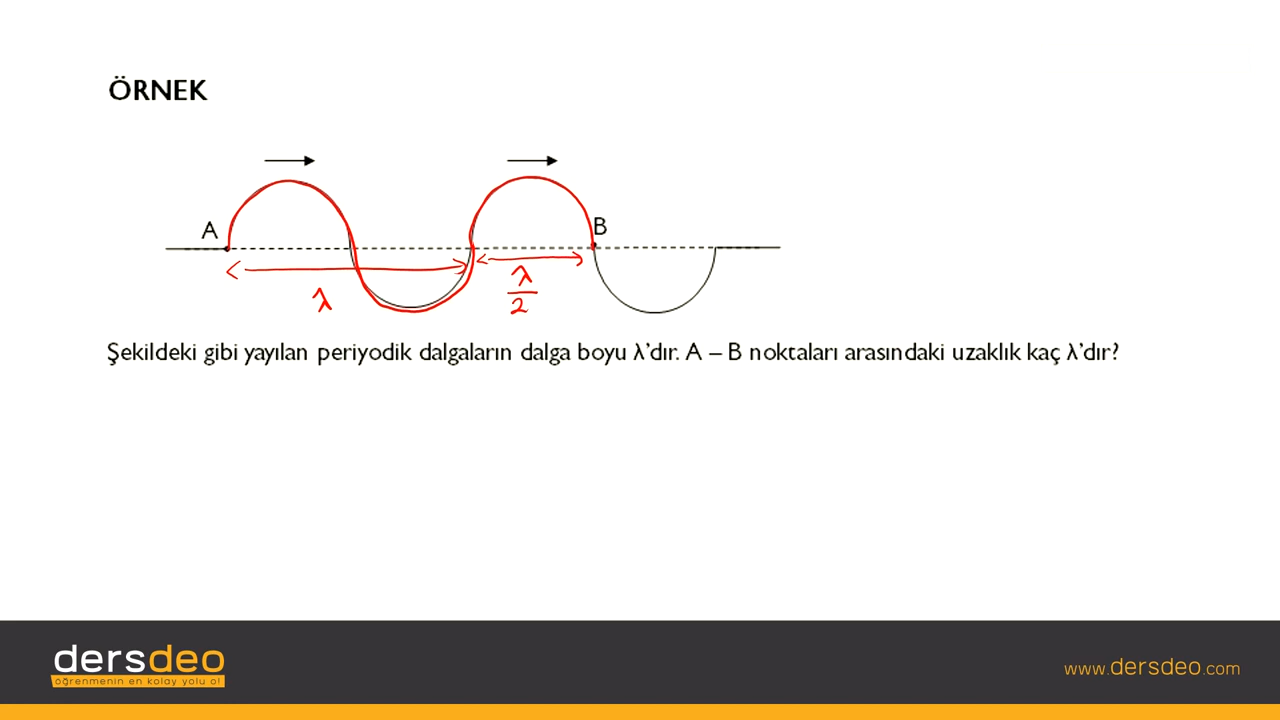 ÖRNEK
A
B
λ
λ
2
Şekildeki gibi yayılan periyodik dalgaların dalga boyu λ'dır. A – B noktaları arasındaki uzaklık kaç λ'dır?
dersdeo
öğrenmenin en kolay yolu o!
www.dersdeo.com